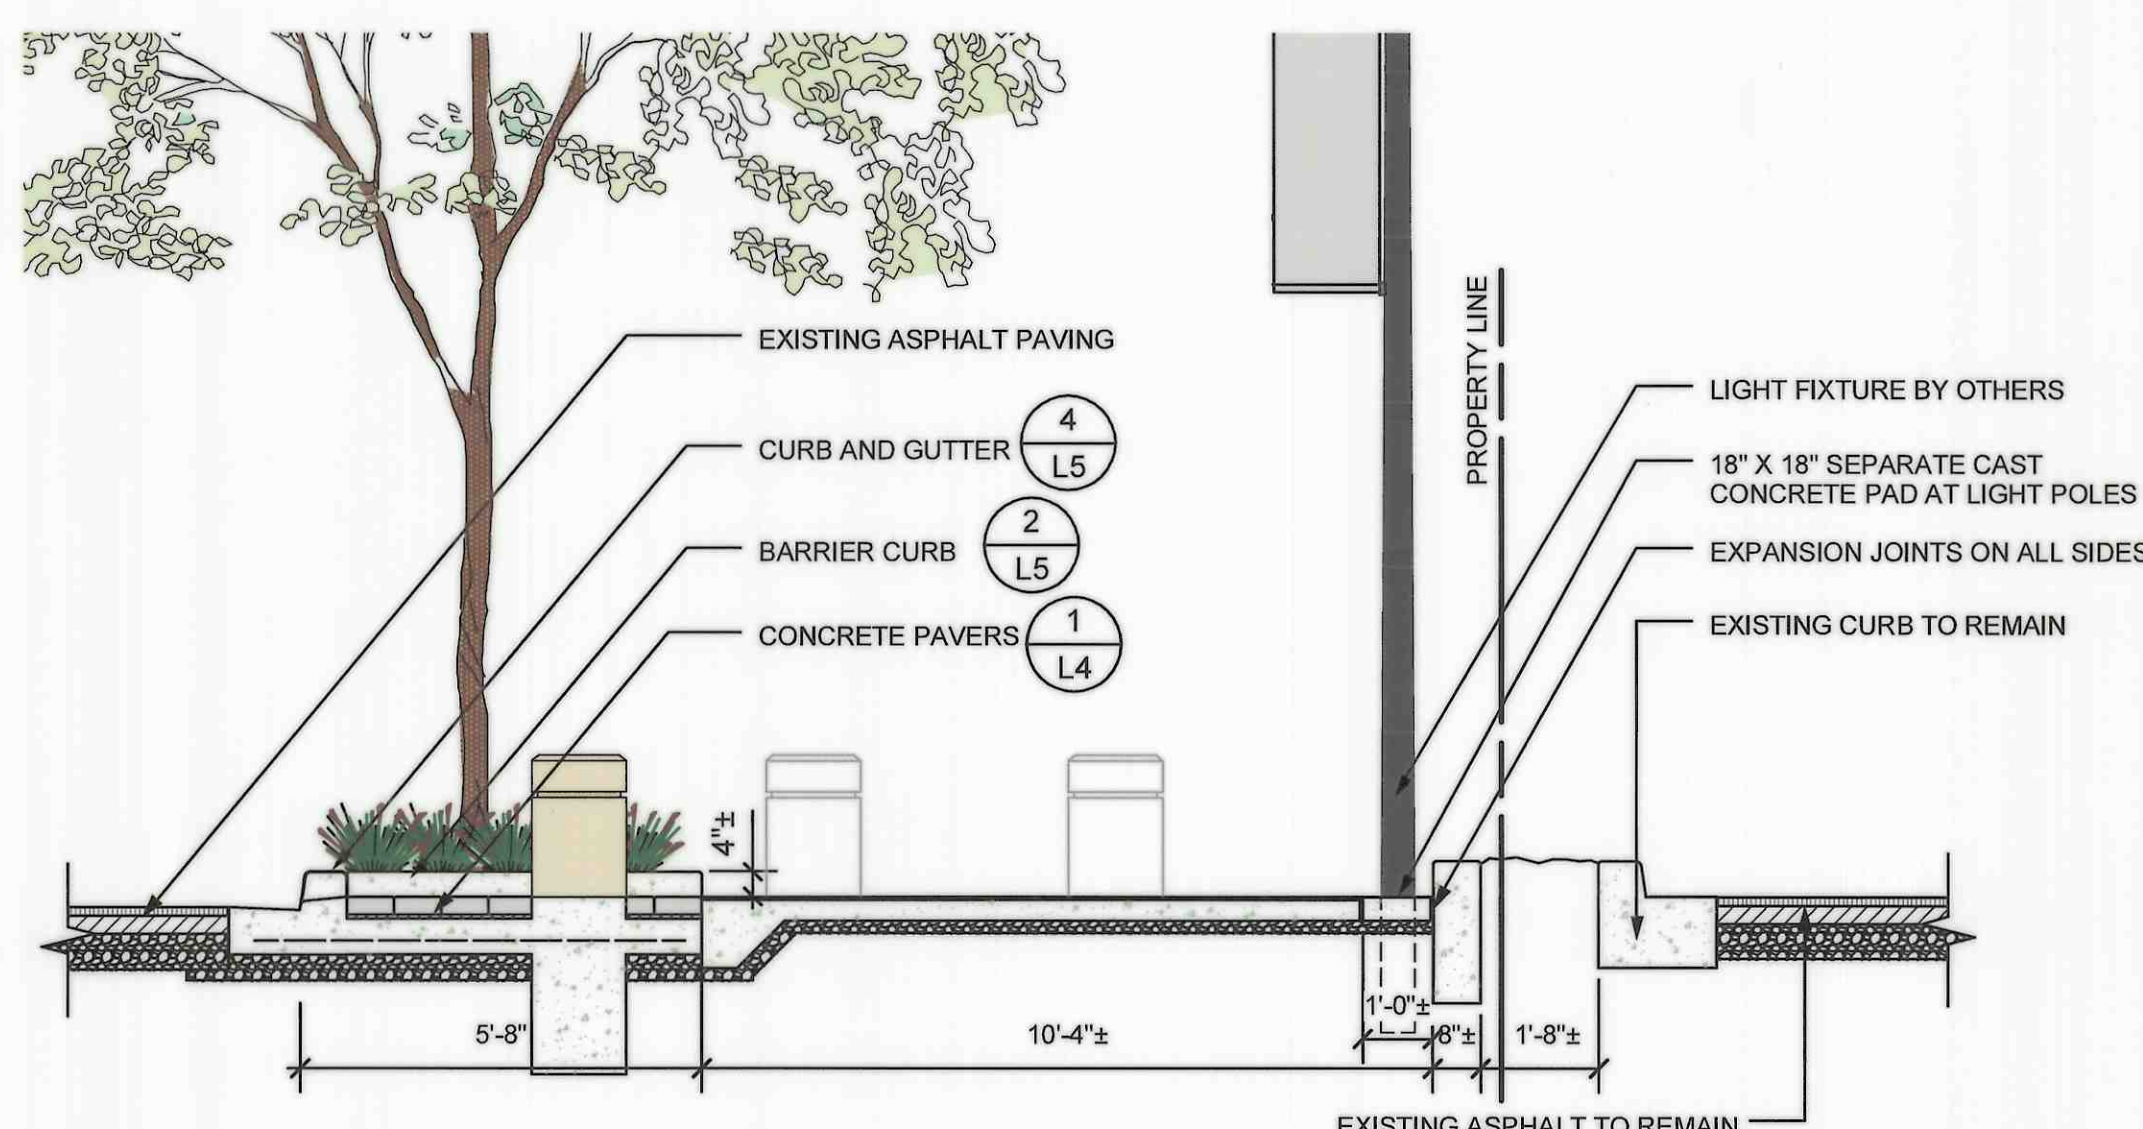 EXISTING ASPHALT PAVING
CURB AND GUTTER
4
L5
BARRIER CURB
2
L5
CONCRETE PAVERS
1
L4
PROPERTY LINE
LIGHT FIXTURE BY OTHERS
18" X 18" SEPARATE CAST
CONCRETE PAD AT LIGHT POLES
EXPANSION JOINTS ON ALL SIDES
EXISTING CURB TO REMAIN
4"±
5'-8"
10'-4"±
1'-0"±
8"±
1'-8"±
EXISTING ASPHALT TO REMAIN